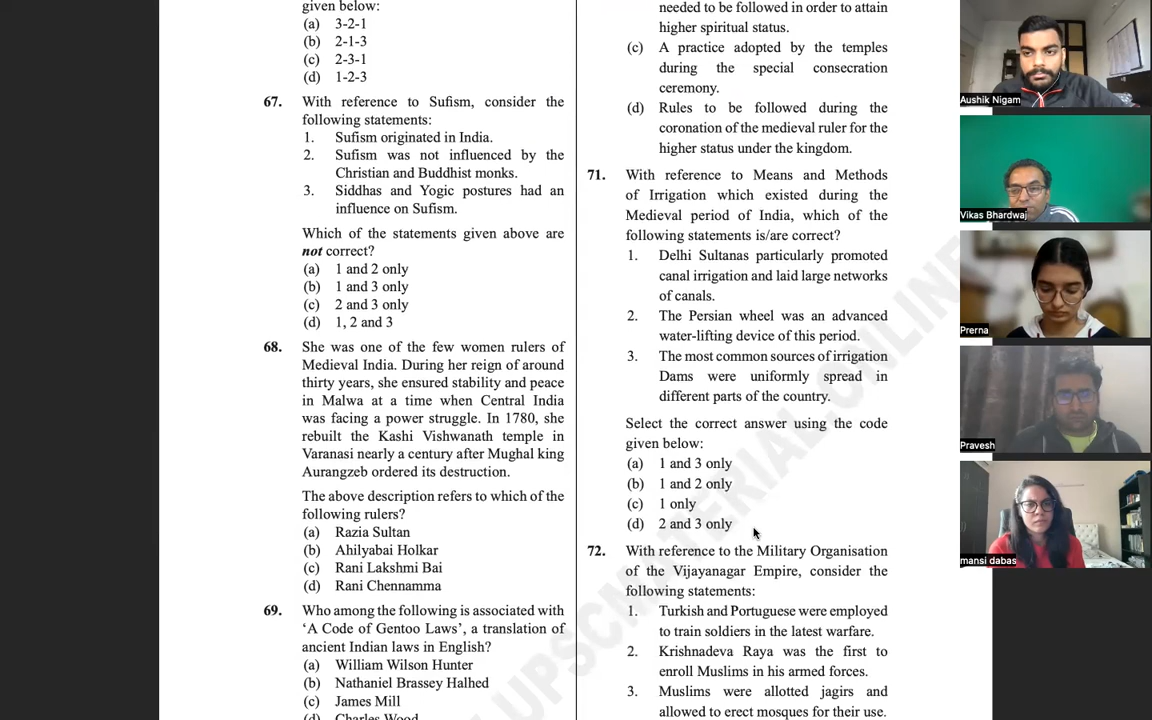 given below:
(a) 3-2-1
(b) 2-1-3
(c) 2-3-1
(d) 1-2-3
67. With reference to Sufism, consider the
following statements:
1. Sufism originated in India.
2. Sufism was not influenced by the
Christian and Buddhist monks.
3. Siddhas and Yogic postures had an
influence on Sufism.
Which of the statements given above are
not correct?
(a) 1 and 2 only
(b) 1 and 3 only
(c) 2 and 3 only
(d) 1, 2 and 3
68. She was one of the few women rulers of
Medieval India. During her reign of around
thirty years, she ensured stability and peace
in Malwa at a time when Central India
was facing a power struggle. In 1780, she
rebuilt the Kashi Vishwanath temple in
Varanasi nearly a century after Mughal king
Aurangzeb ordered its destruction.
The above description refers to which of the
following rulers?
(a) Razia Sultan
(b) Ahilyabai Holkar
(c) Rani Lakshmi Bai
(d) Rani Chennamma
69. Who among the following is associated with
‘A Code of Gentoo Laws’, a translation of
ancient Indian laws in English?
(a) William Wilson Hunter
(b) Nathaniel Brassey Halhed
(c) James Mill
(d) Charles Wood
needed to be followed in order to attain
higher spiritual status.
(c) A practice adopted by the temples
during the special consecration
ceremony.
(d) Rules to be followed during the
coronation of the medieval ruler for the
higher status under the kingdom.
71. With reference to Means and Methods
of Irrigation which existed during the
Medieval period of India, which of the
following statements is/are correct?
1. Delhi Sultanas particularly promoted
canal irrigation and laid large networks
of canals.
2. The Persian wheel was an advanced
water-lifting device of this period.
3. The most common sources of irrigation
Dams were uniformly spread in
different parts of the country.
Select the correct answer using the code
given below:
(a) 1 and 3 only
(b) 1 and 2 only
(c) 1 only
(d) 2 and 3 only
72. With reference to the Military Organisation
of the Vijayanagar Empire, consider the
following statements:
1. Turkish and Portuguese were employed
to train soldiers in the latest warfare.
2. Krishnadeva Raya was the first to
enroll Muslims in his armed forces.
3. Muslims were allotted jagirs and
allowed to erect mosques for their use.
UPSCMATERIAL.ONLINE
Aushik Nigam
Vikas Bhardwaj
Prerna
Pravesh
mansi dabas